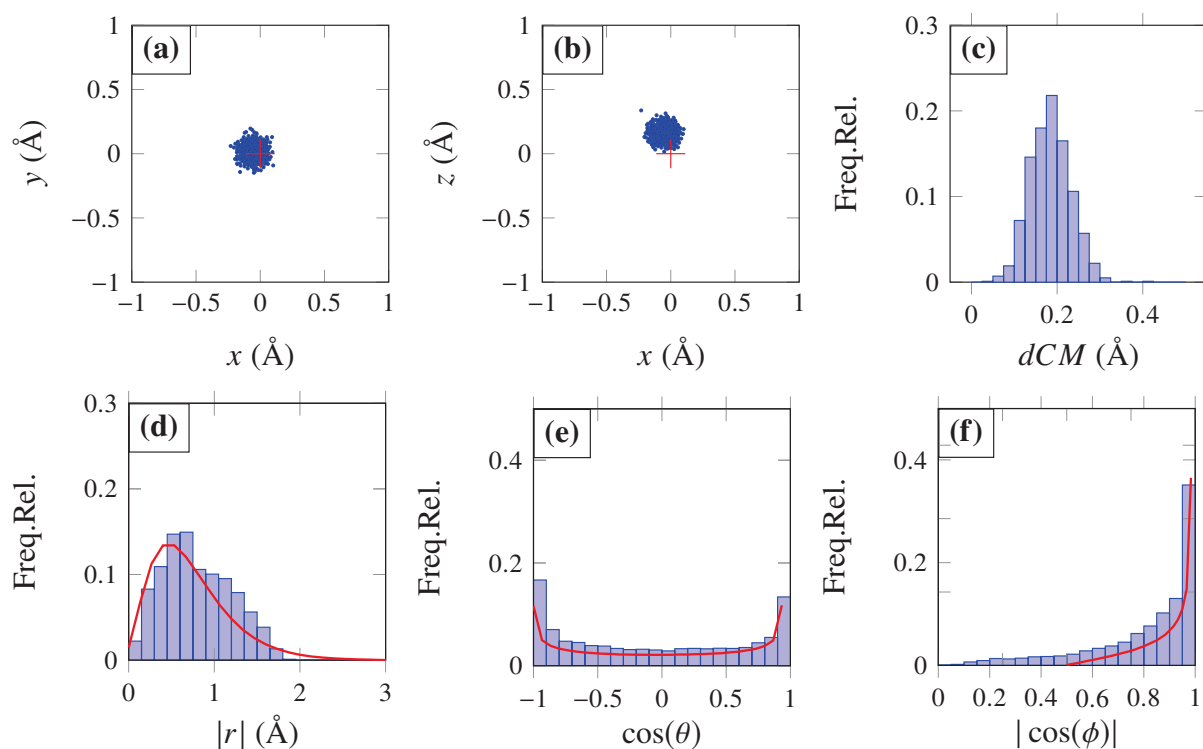 (a)
1
0.5
0
−0.5
−1
−1 −0.5 0 0.5 1
y (Å)
x (Å)
(b)
1
0.5
0
−0.5
−1
−1 −0.5 0 0.5 1
z (Å)
x (Å)
(c)
0.3
0.2
0.1
0
0 0.2 0.4
Freq.Rel.
dCM (Å)
(d)
0.3
0.2
0.1
0
0 1 2 3
Freq.Rel.
|r| (Å)
(e)
0.4
0.2
0
−1 −0.5 0 0.5 1
Freq.Rel.
cos(θ)
(f)
0.4
0.2
0
0 0.2 0.4 0.6 0.8 1
Freq.Rel.
| cos(ϕ)|